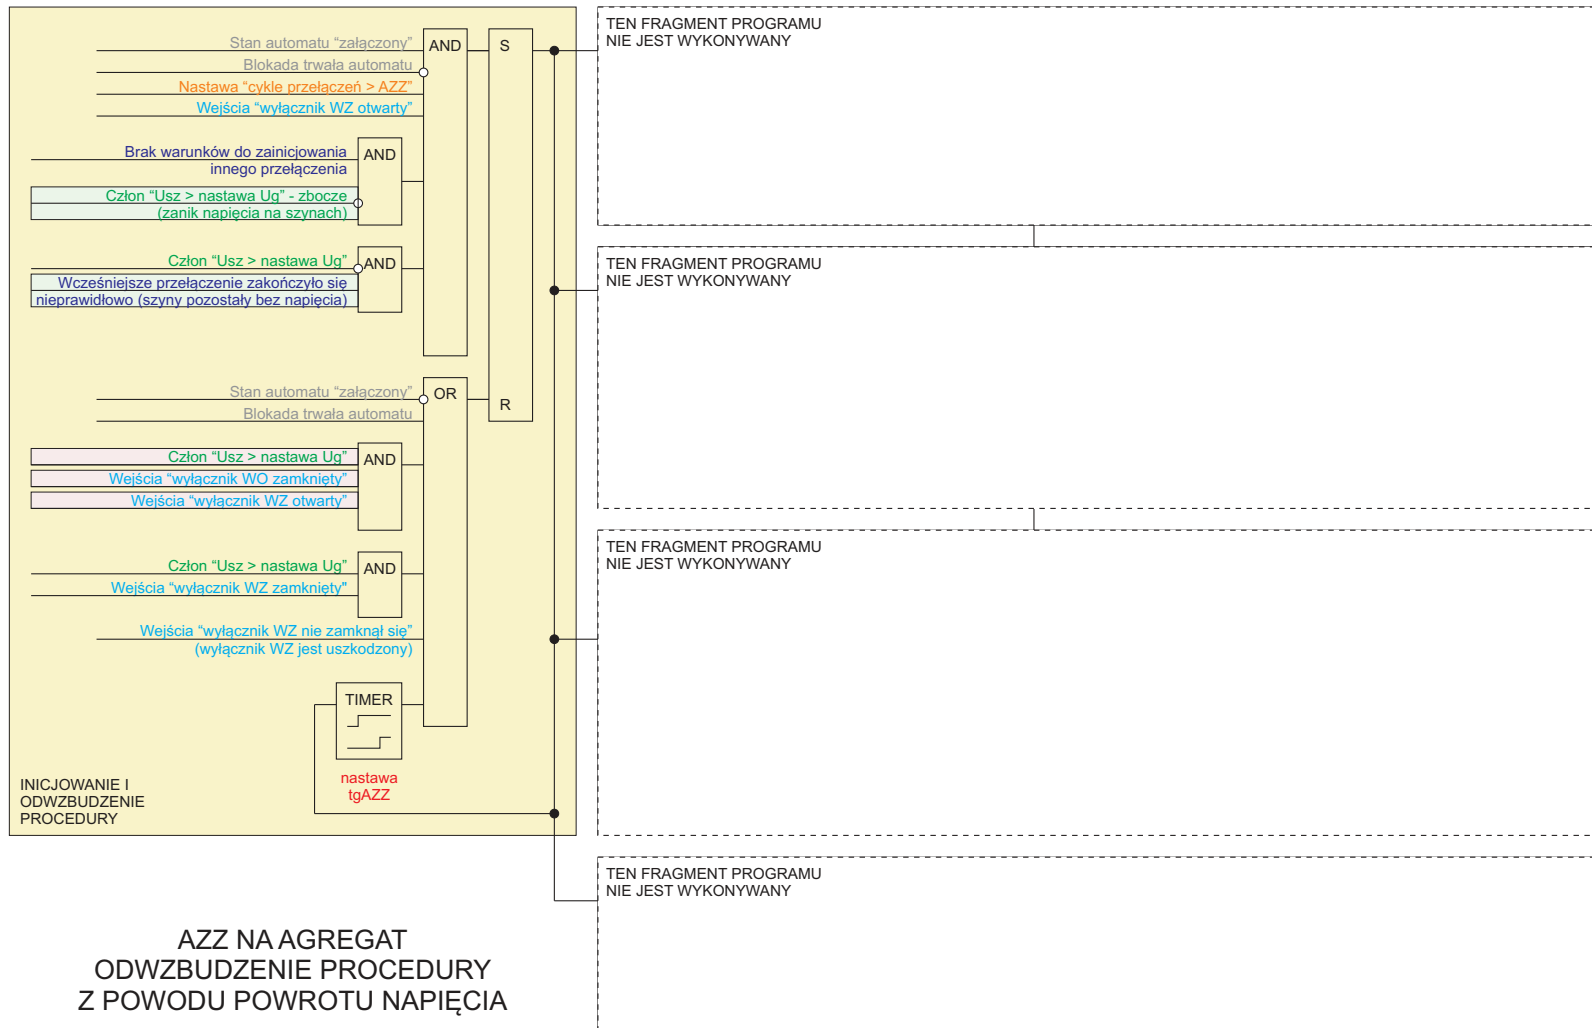 Stan automatu “załączony”
Blokada trwała automatu
Nastawa “cykle przełączeń > AZZ”
Wejścia “wyłącznik WZ otwarty”
AND
S
Brak warunków do zainicjowania
innego przełączenia
AND
Człon “Usz > nastawa Ug” - zbocze
(zanik napięcia na szynach)
Człon “Usz > nastawa Ug”
AND
Wcześniejsze przełączenie zakończyło się
nieprawidłowo (szyny pozostały bez napięcia)
Stan automatu “załączony”
OR
R
Blokada trwała automatu
Człon “Usz > nastawa Ug”
AND
Wejścia “wyłącznik WO zamknięty”
Wejścia “wyłącznik WZ otwarty”
Człon “Usz > nastawa Ug”
AND
Wejścia “wyłącznik WZ zamknięty"
Wejścia “wyłącznik WZ nie zamknął się”
(wyłącznik WZ jest uszkodzony)
TIMER
nastawa
tgAZZ
INICJOWANIE I
ODWZBUDZENIE
PROCEDURY
TEN FRAGMENT PROGRAMU
NIE JEST WYKONYWANY
TEN FRAGMENT PROGRAMU
NIE JEST WYKONYWANY
TEN FRAGMENT PROGRAMU
NIE JEST WYKONYWANY
TEN FRAGMENT PROGRAMU
NIE JEST WYKONYWANY
AZZ NA AGREGAT
ODWZBUDZENIE PROCEDURY
Z POWODU POWROTU NAPIĘCIA